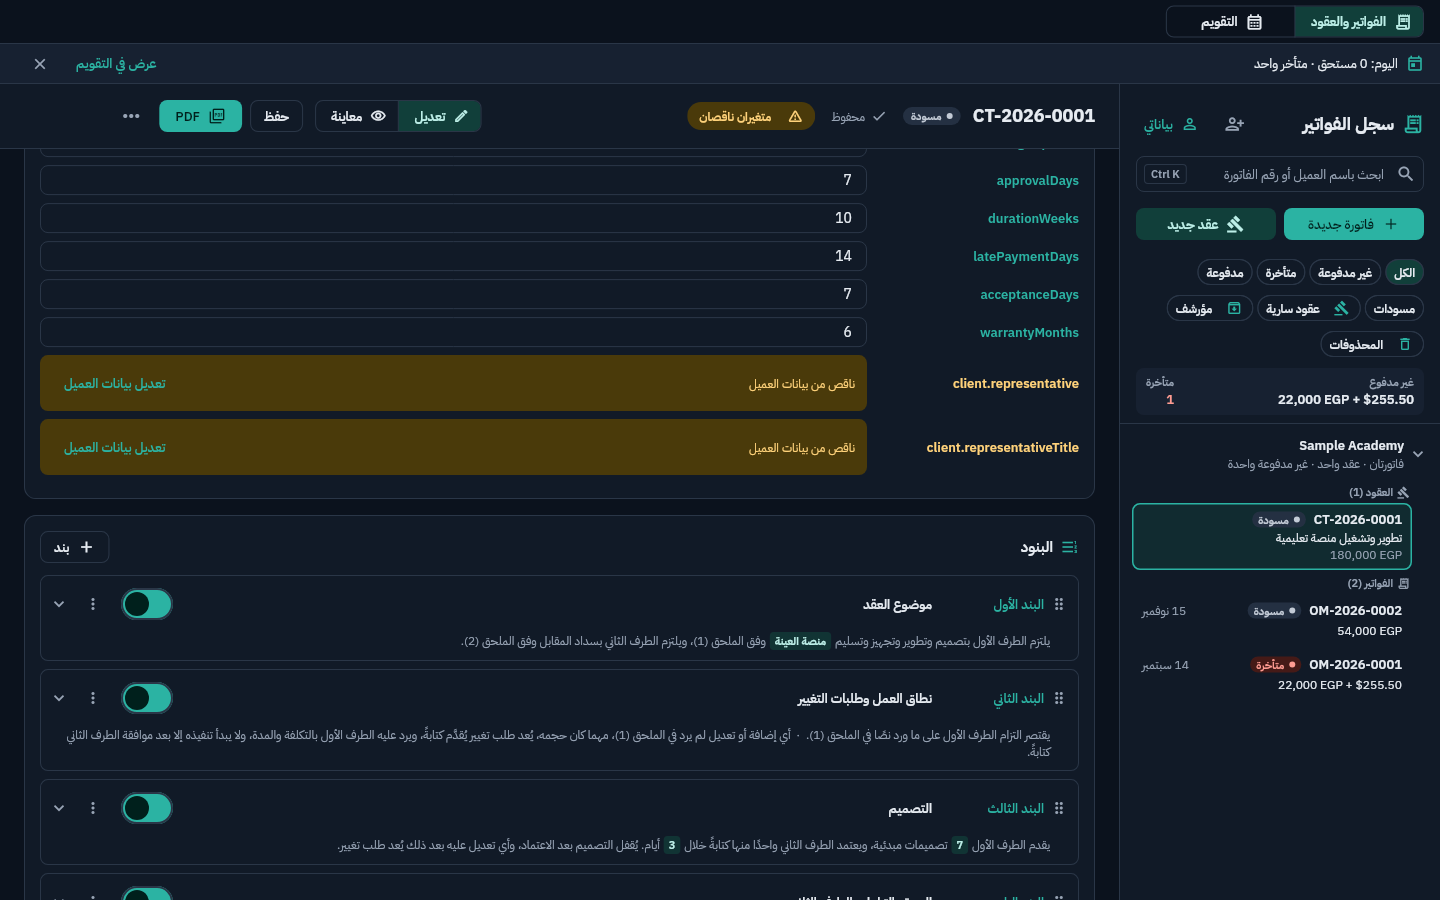 الفواتير والعقود
التقويم
اليوم: 0 مستحق · متأخر واحد
عرض في التقويم
سجل الفواتير
بياناتي
ابحث باسم العميل أو رقم الفاتورة
Ctrl K
فاتورة جديدة
عقد جديد
الكل
غير مدفوعة
متأخرة
مدفوعة
مسودات
عقود سارية
مؤرشف
المحذوفات
غير مدفوع
متأخرة
22,000 EGP + $255.50
1
Sample Academy
فاتورتان · عقد واحد · غير مدفوعة واحدة
العقود (1)
CT-2026-0001
مسودة
تطوير وتشغيل منصة تعليمية
180,000 EGP
الفواتير (2)
OM-2026-0002
مسودة
15 نوفمبر
54,000 EGP
OM-2026-0001
متأخرة
14 سبتمبر
22,000 EGP + $255.50
CT-2026-0001
مسودة
محفوظ
متغيران ناقصان
تعديل
معاينة
حفظ
PDF
approvalDays
7
durationWeeks
10
latePaymentDays
14
acceptanceDays
7
warrantyMonths
6
client.representative
ناقص من بيانات العميل
تعديل بيانات العميل
client.representativeTitle
ناقص من بيانات العميل
تعديل بيانات العميل
البنود
بند
البند الأول
موضوع العقد
يلتزم الطرف الأول بتصميم وتطوير وتجهيز وتسليم منصة العينة وفق الملحق (1)، ويلتزم الطرف الثاني بسداد المقابل وفق الملحق (2).
البند الثاني
نطاق العمل وطلبات التغيير
يقتصر التزام الطرف الأول على ما ورد نصًا في الملحق (1). · أي إضافة أو تعديل لم يرد في الملحق (1)، مهما كان حجمه، يُعد طلب تغيير يُقدَّم كتابةً، ويرد عليه الطرف الأول بالتكلفة والمدة، ولا يبدأ تنفيذه إلا بعد موافقة الطرف الثاني
كتابةً.
البند الثالث
التصميم
يقدم الطرف الأول 7 تصميمات مبدئية، ويعتمد الطرف الثاني واحدًا منها كتابةً خلال 3 أيام. يُقفل التصميم بعد الاعتماد، وأي تعديل عليه بعد ذلك يُعد طلب تغيير.